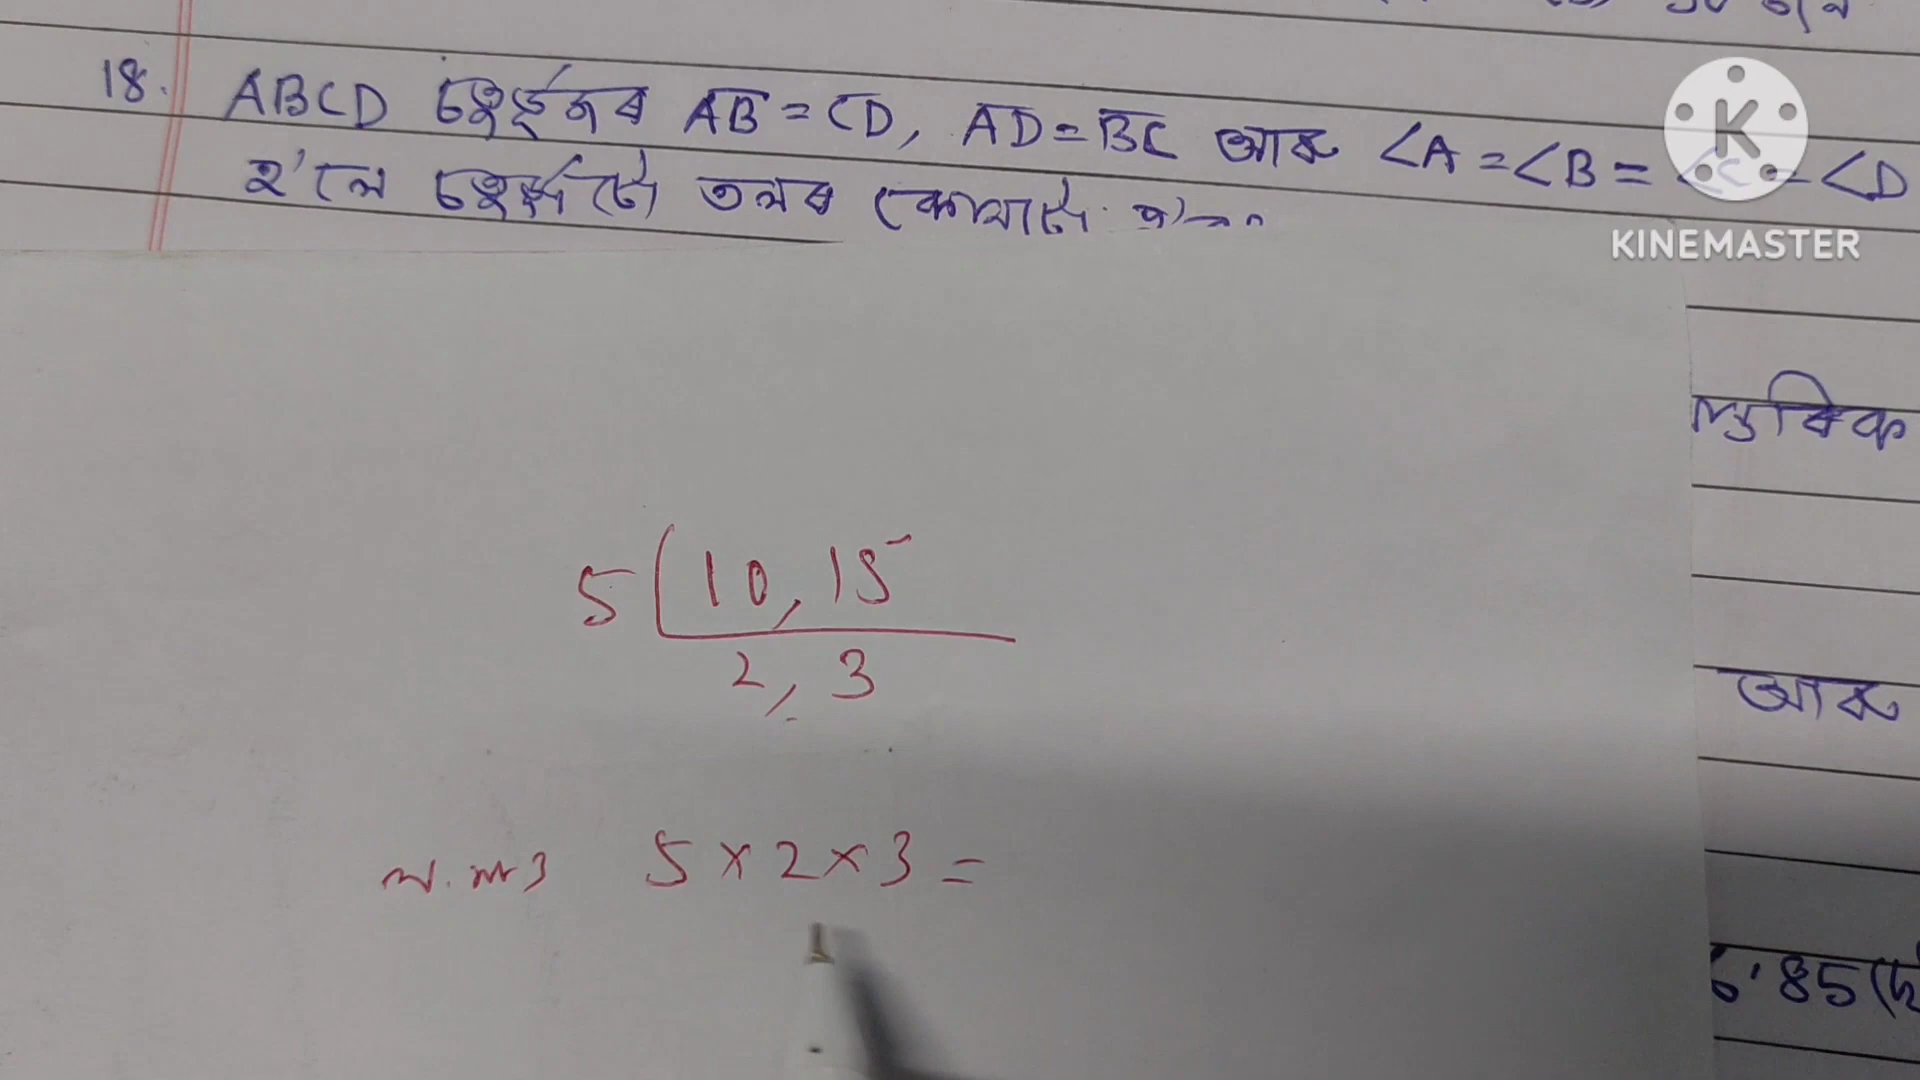 18. ABCD চতুৰ্ভূজৰ AB = CD, AD = BC আৰু ∠A = ∠B = ∠C = ∠D
হ'লে চতুৰ্ভূজটো তলৰ কোনটো হ'---
KINEMASTER
5 10, 15
2, 3
আৰু
ল.সা.গু 5 × 2 × 3 =